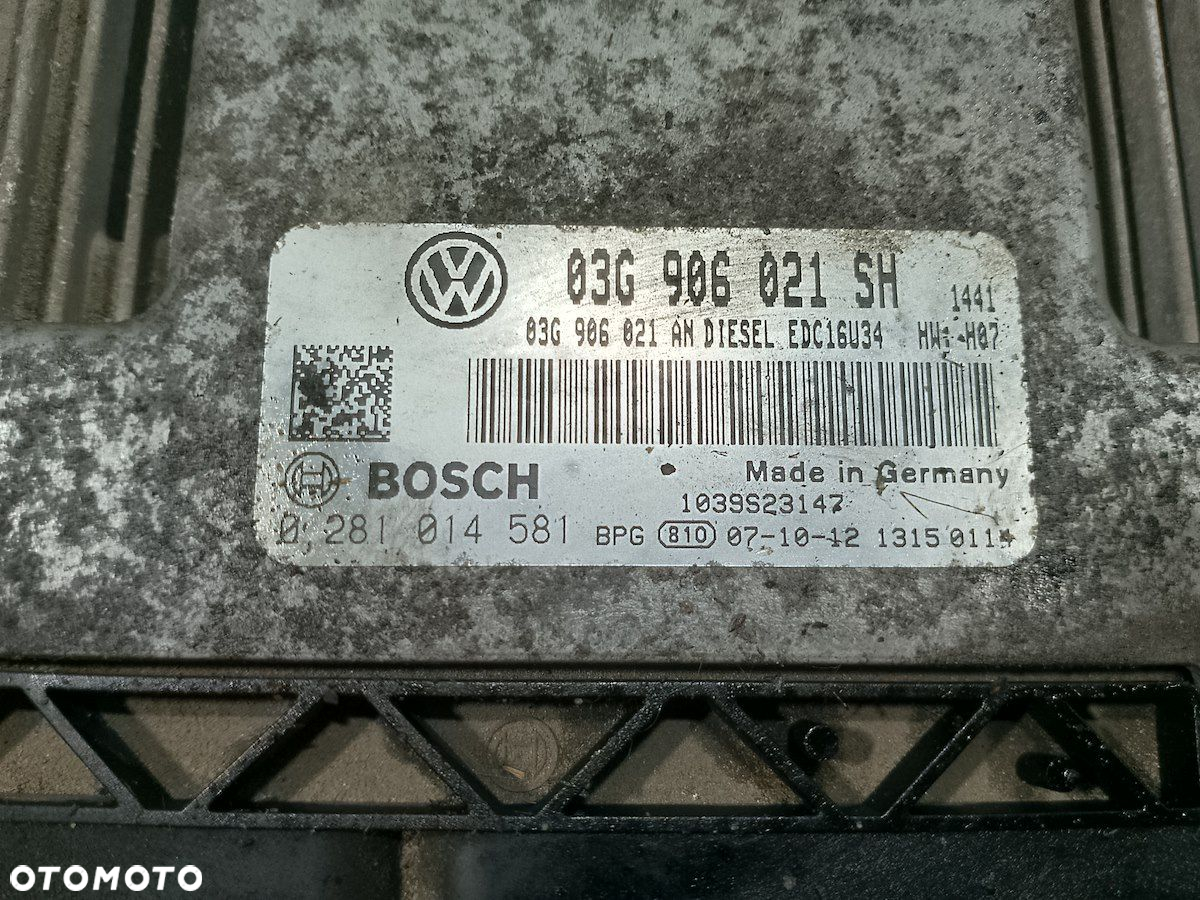 03G 906 021 SH
1441
03G 906 021 AN DIESEL EDC16U34 HW: H07
BOSCH
Made in Germany
1039S23147
0 281 014 581 BPG 810 07-10-12 1315
OTOMOTO